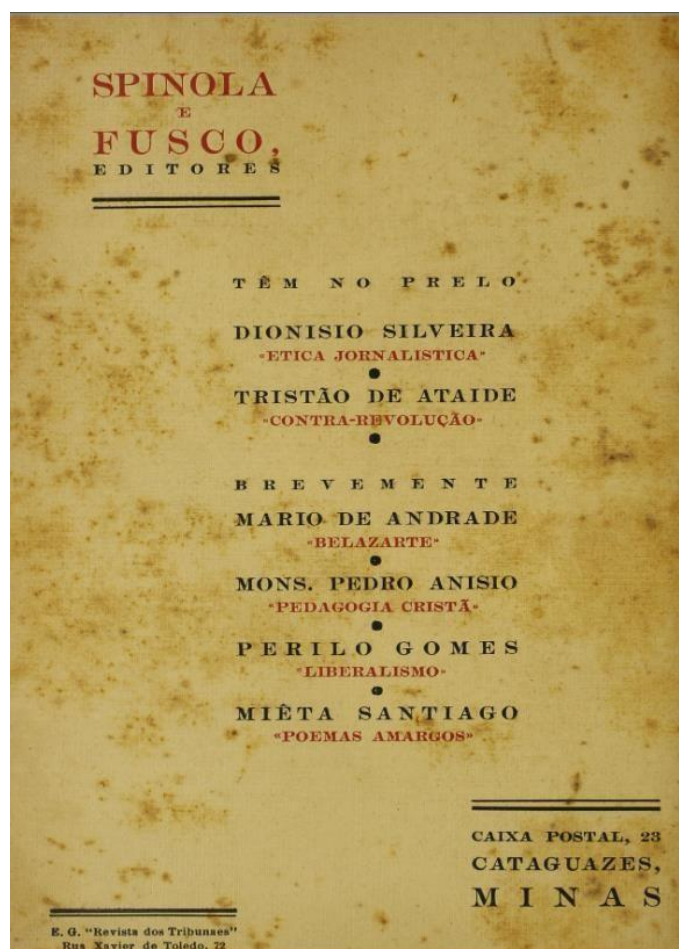 SPINOLA
E
FUSCO,
EDITORES
TÊM NO PRELO
DIONISIO SILVEIRA
"ETICA JORNALISTICA"
TRISTÃO DE ATAIDE
"CONTRA-REVOLUÇÃO"
BREVEMENTE
MARIO DE ANDRADE
"BELAZARTE"
MONS. PEDRO ANISIO
"PEDAGOGIA CRISTÃ"
PERILO GOMES
"LIBERALISMO"
MIÊTA SANTIAGO
"POEMAS AMARGOS"
CAIXA POSTAL, 23
CATAGUAZES,
MINAS
E. G. "Revista dos Tribunaes"
Rua Xavier de Toledo, 72